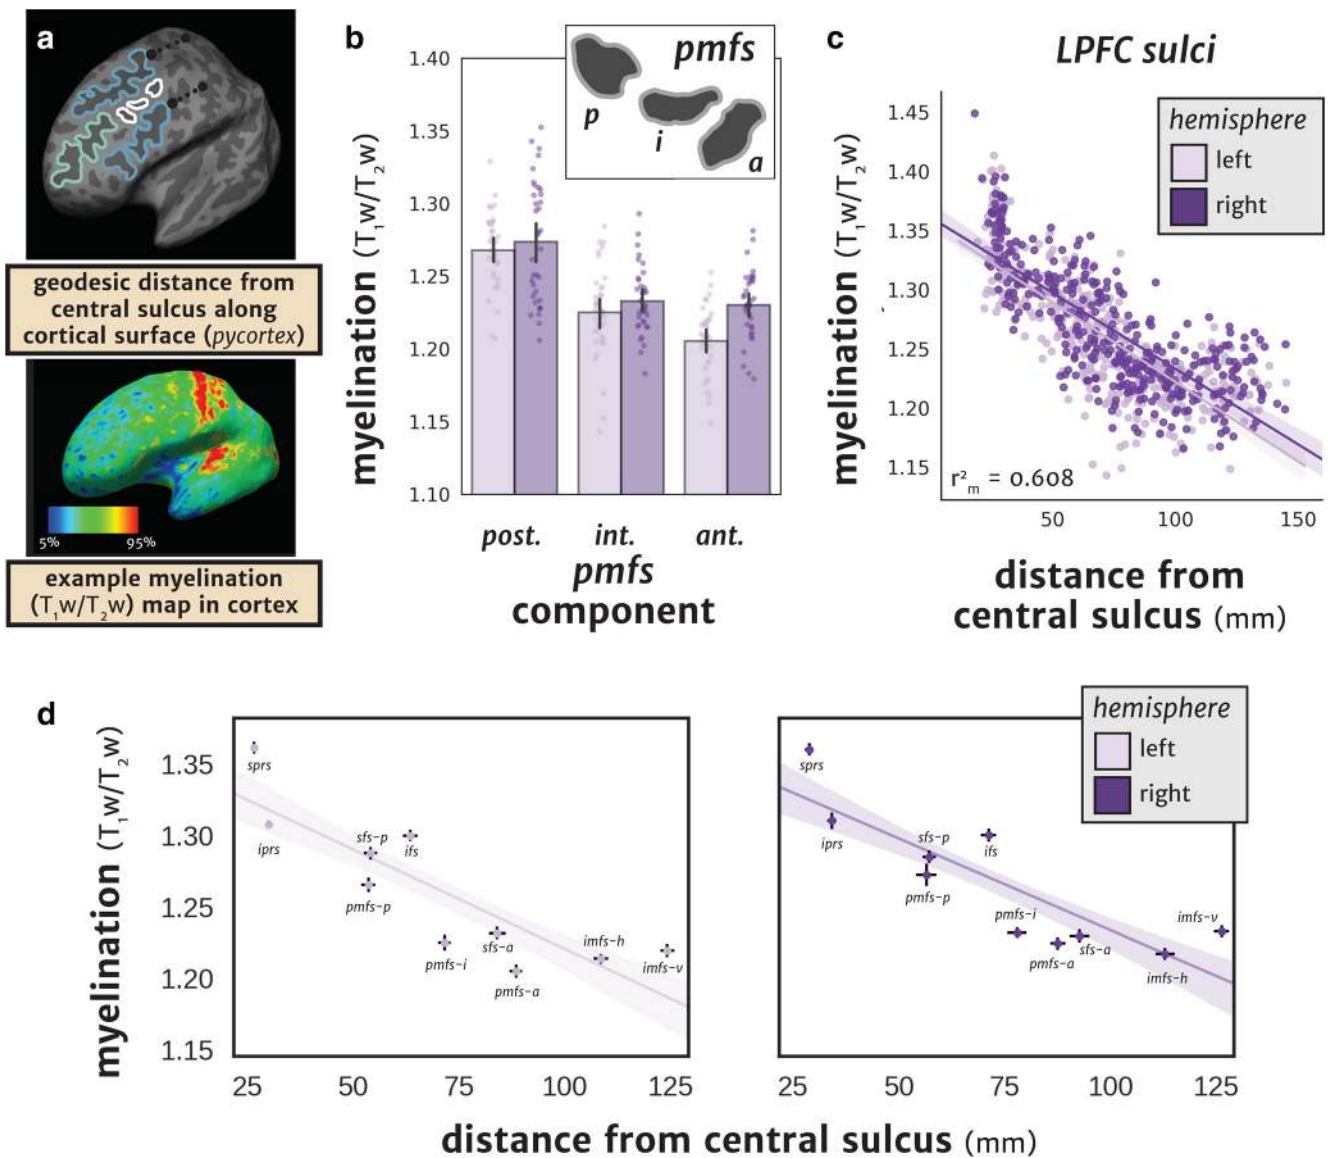 a
geodesic distance from
central sulcus along
cortical surface (pycortex)
5% 95%
example myelination
(T₁w/T₂w) map in cortex
b
myelination (T₁w/T₂w)
1.40
1.35
1.30
1.25
1.20
1.15
1.10
pmfs
p
i
a
post. int. ant.
pmfs
component
c
LPFC sulci
hemisphere
left
right
myelination (T₁w/T₂w)
1.45
1.40
1.35
1.30
1.25
1.20
1.15
r²ₘ = 0.608
50 100 150
distance from
central sulcus (mm)
d
myelination (T₁w/T₂w)
1.35
1.30
1.25
1.20
1.15
sprs
iprs
sfs-p
ifs
pmfs-p
pmfs-i
sfs-a
pmfs-a
imfs-h
imfs-v
25 50 75 100 125
hemisphere
left
right
sprs
iprs
sfs-p
ifs
pmfs-p
pmfs-i
pmfs-a
sfs-a
imfs-v
imfs-h
25 50 75 100 125
distance from central sulcus (mm)